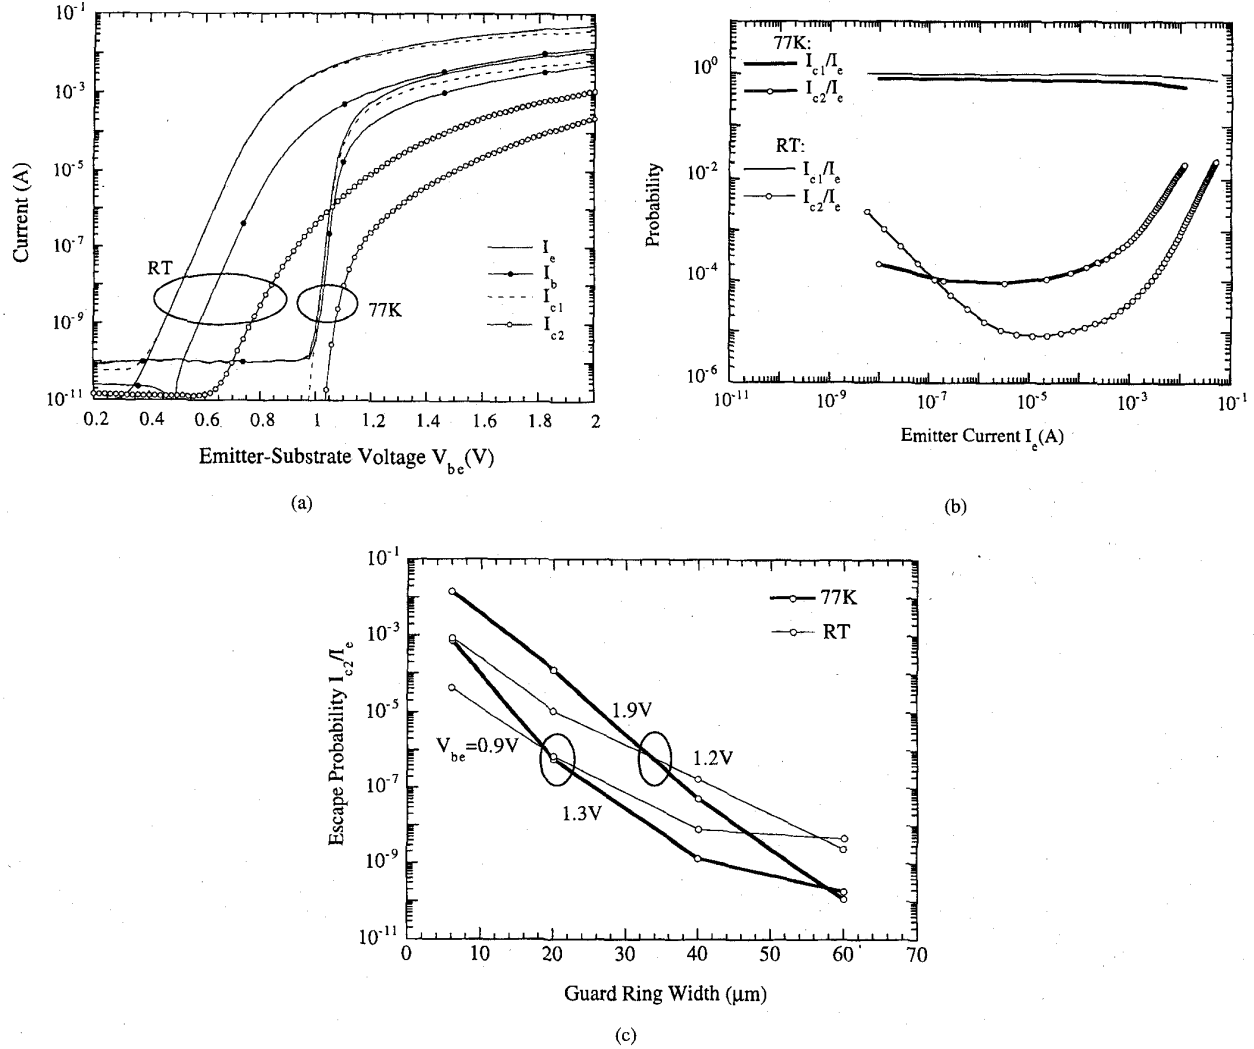 10^-1
10^-3
10^-5
10^-7
10^-9
10^-11
Current (A)
RT
77K
I_e
I_b
I_c1
I_c2
0.2 0.4 0.6 0.8 1 1.2 1.4 1.6 1.8 2
Emitter-Substrate Voltage V_be(V)
(a)
10^0
10^-2
10^-4
10^-6
Probability
77K:
I_c1/I_e
I_c2/I_e
RT:
I_c1/I_e
I_c2/I_e
10^-11 10^-9 10^-7 10^-5 10^-3 10^-1
Emitter Current I_e(A)
(b)
10^-1
10^-3
10^-5
10^-7
10^-9
10^-11
Escape Probability I_c2/I_e
77K
RT
1.9V
V_be=0.9V
1.2V
1.3V
0 10 20 30 40 50 60 70
Guard Ring Width (μm)
(c)